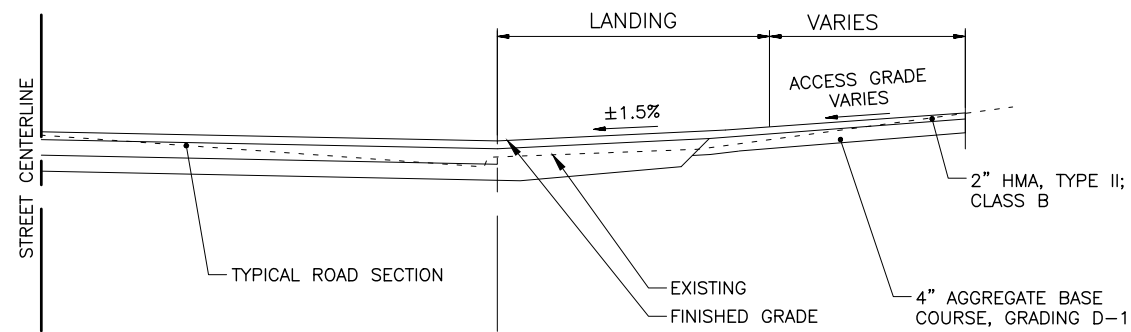 LANDING
VARIES
ACCESS GRADE
VARIES
±1.5%
STREET CENTERLINE
2” HMA, TYPE II;
CLASS B
TYPICAL ROAD SECTION
EXISTING
FINISHED GRADE
4” AGGREGATE BASE
COURSE, GRADING D-1